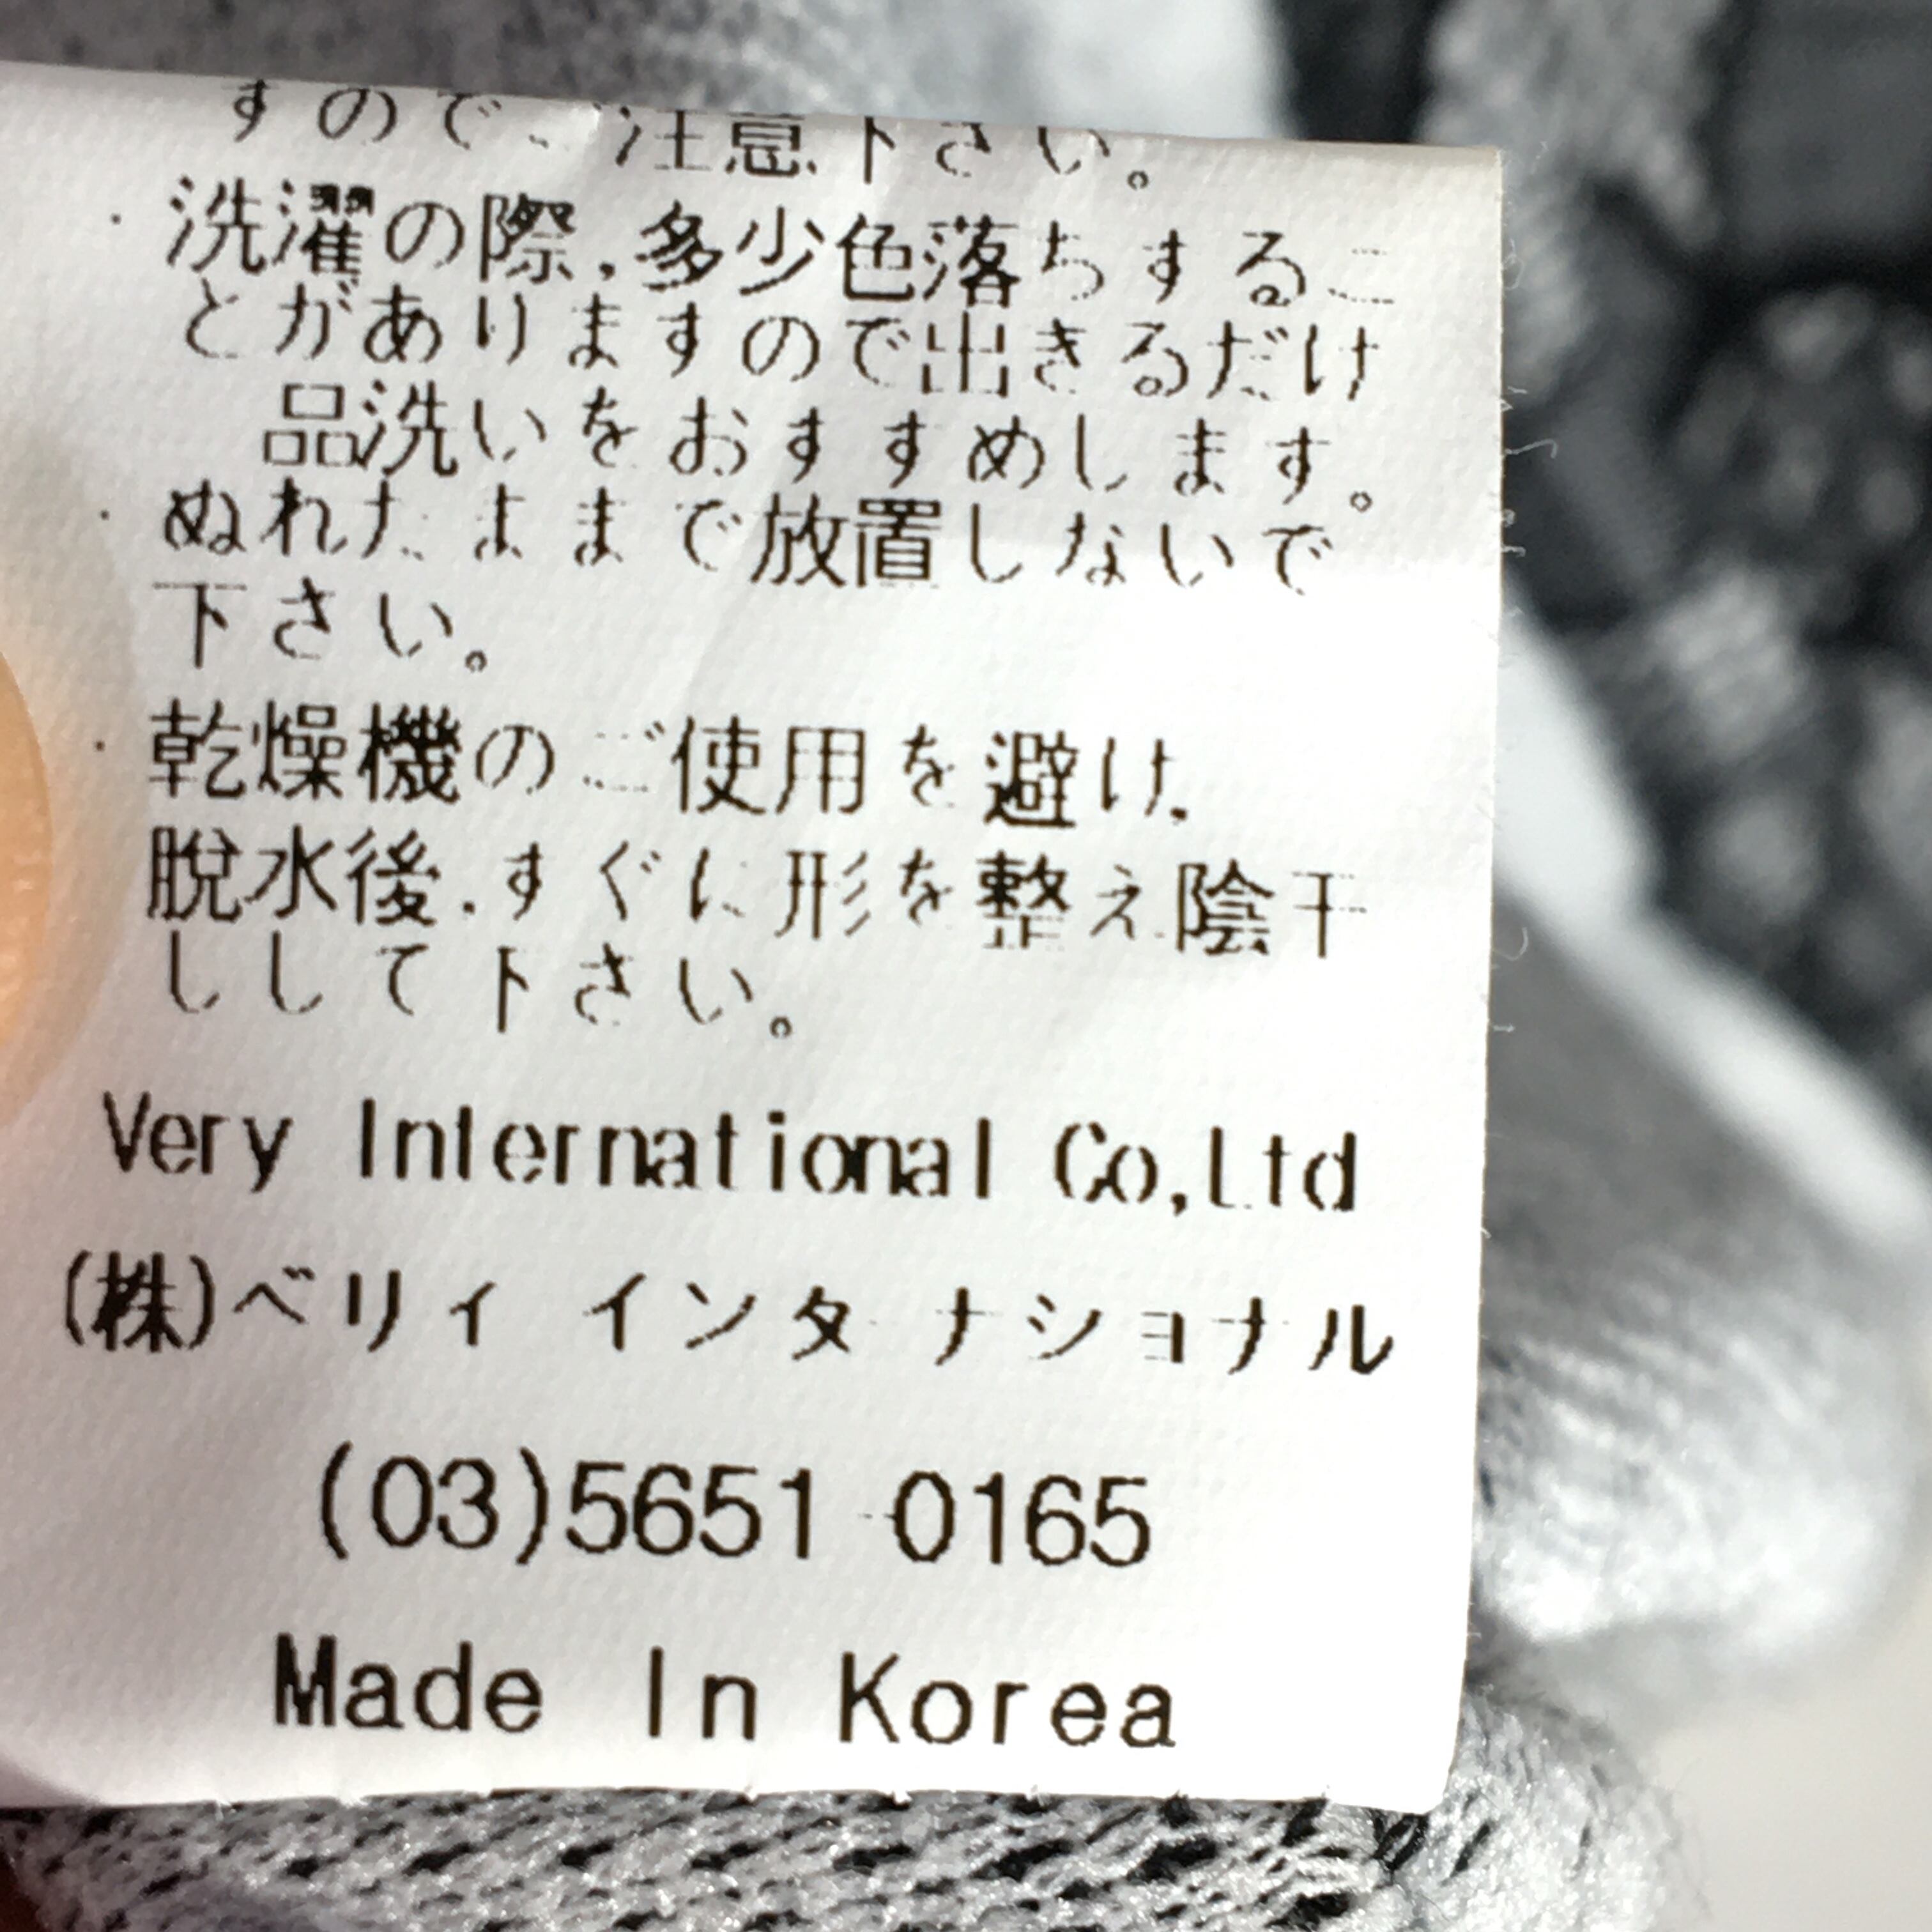 すのでご注意下さい。
・洗濯の際,多少色落ちするこ
とがありますので出きるだけ
品洗いをおすすめします。
・ぬれたままで放置しないで
下さい。
・乾燥機のご使用を避け,
脱水後,すぐに形を整え陰干
ししして下さい。
Very International Co,Ltd
(株)ベリィ インタ ナショナル
(03)5651-0165
Made In Korea